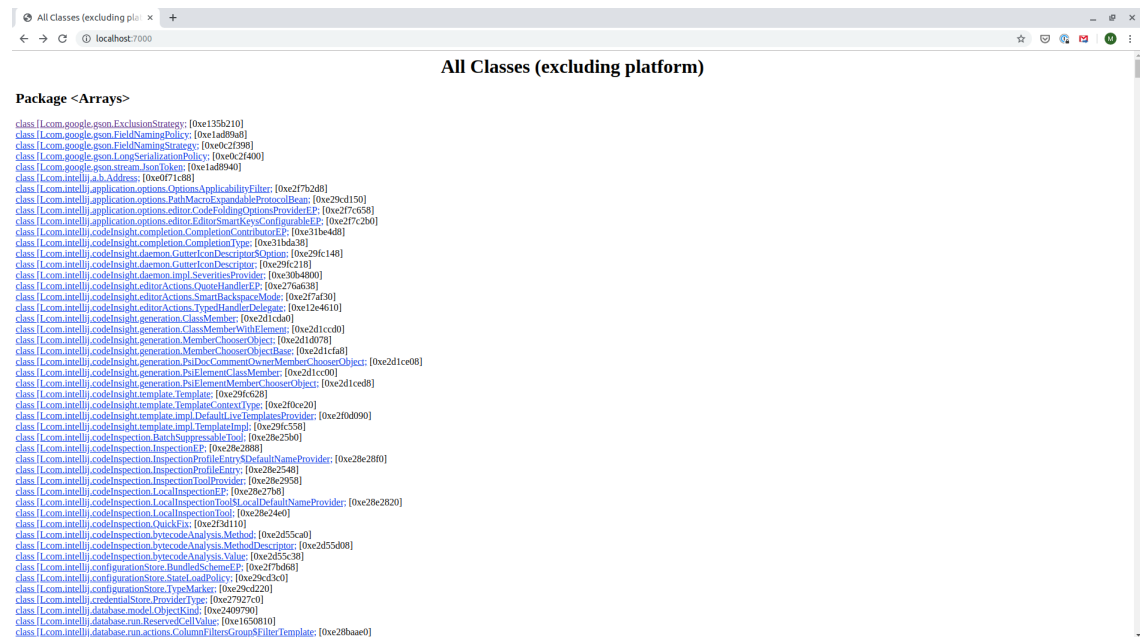 All Classes (excluding pla
localhost:7000
M
All Classes (excluding platform)
Package <Arrays>
class [Lcom.google.gson.ExclusionStrategy; [0xe135b210]
class [Lcom.google.gson.FieldNamingPolicy; [0xe1ad89a8]
class [Lcom.google.gson.FieldNamingStrategy; [0xe0c2f398]
class [Lcom.google.gson.LongSerializationPolicy; [0xe0c2f400]
class [Lcom.google.gson.stream.JsonToken; [0xe1ad8940]
class [Lcom.intellij.a.b.Address; [0xe0f71c88]
class [Lcom.intellij.application.options.OptionsApplicabilityFilter; [0xe2f7b2d8]
class [Lcom.intellij.application.options.PathMacroExpandableProtocolBean; [0xe29cd150]
class [Lcom.intellij.application.options.editor.CodeFoldingOptionsProviderEP; [0xe2f7c658]
class [Lcom.intellij.application.options.editor.EditorSmartKeysConfigurableEP; [0xe2f7c2b0]
class [Lcom.intellij.codeInsight.completion.CompletionContributorEP; [0xe31be4d8]
class [Lcom.intellij.codeInsight.completion.CompletionType; [0xe31bda38]
class [Lcom.intellij.codeInsight.daemon.GutterIconDescriptor$Option; [0xe29fc148]
class [Lcom.intellij.codeInsight.daemon.GutterIconDescriptor; [0xe29fc218]
class [Lcom.intellij.codeInsight.daemon.impl.SeveritiesProvider; [0xe30b4800]
class [Lcom.intellij.codeInsight.editorActions.QuoteHandlerEP; [0xe276a638]
class [Lcom.intellij.codeInsight.editorActions.SmartBackspaceMode; [0xe2f7af30]
class [Lcom.intellij.codeInsight.editorActions.TypedHandlerDelegate; [0xe12e4610]
class [Lcom.intellij.codeInsight.generation.ClassMember; [0xe2d1cda0]
class [Lcom.intellij.codeInsight.generation.ClassMemberWithElement; [0xe2d1ccd0]
class [Lcom.intellij.codeInsight.generation.MemberChooserObject; [0xe2d1d078]
class [Lcom.intellij.codeInsight.generation.MemberChooserObjectBase; [0xe2d1cfa8]
class [Lcom.intellij.codeInsight.generation.PsiDocCommentOwnerMemberChooserObject; [0xe2d1ce08]
class [Lcom.intellij.codeInsight.generation.PsiElementClassMember; [0xe2d1cc00]
class [Lcom.intellij.codeInsight.generation.PsiElementMemberChooserObject; [0xe2d1ced8]
class [Lcom.intellij.codeInsight.template.Template; [0xe29fc628]
class [Lcom.intellij.codeInsight.template.TemplateContextType; [0xe2f0ce20]
class [Lcom.intellij.codeInsight.template.impl.DefaultLiveTemplatesProvider; [0xe2f0d090]
class [Lcom.intellij.codeInsight.template.impl.TemplateImpl; [0xe29fc558]
class [Lcom.intellij.codeInspection.BatchSuppressableTool; [0xe28e25b0]
class [Lcom.intellij.codeInspection.InspectionEP; [0xe28e2888]
class [Lcom.intellij.codeInspection.InspectionProfileEntry$DefaultNameProvider; [0xe28e28f0]
class [Lcom.intellij.codeInspection.InspectionProfileEntry; [0xe28e2548]
class [Lcom.intellij.codeInspection.InspectionToolProvider; [0xe28e2958]
class [Lcom.intellij.codeInspection.LocalInspectionEP; [0xe28e27b8]
class [Lcom.intellij.codeInspection.LocalInspectionTool$LocalDefaultNameProvider; [0xe28e2820]
class [Lcom.intellij.codeInspection.LocalInspectionTool; [0xe28e24e0]
class [Lcom.intellij.codeInspection.QuickFix; [0xe2f3d110]
class [Lcom.intellij.codeInspection.bytecodeAnalysis.Method; [0xe2d55ca0]
class [Lcom.intellij.codeInspection.bytecodeAnalysis.MethodDescriptor; [0xe2d55d08]
class [Lcom.intellij.codeInspection.bytecodeAnalysis.Value; [0xe2d55c38]
class [Lcom.intellij.configurationStore.BundledSchemeEP; [0xe2f7bd68]
class [Lcom.intellij.configurationStore.StateLoadPolicy; [0xe29cd3c0]
class [Lcom.intellij.configurationStore.TypeMarker; [0xe29cd220]
class [Lcom.intellij.credentialStore.ProviderType; [0xe27927c0]
class [Lcom.intellij.database.model.ObjectKind; [0xe2409790]
class [Lcom.intellij.database.run.ReservedCellValue; [0xe1650810]
class [Lcom.intellij.database.run.actions.ColumnFiltersGroup$FilterTemplate; [0xe28baae0]